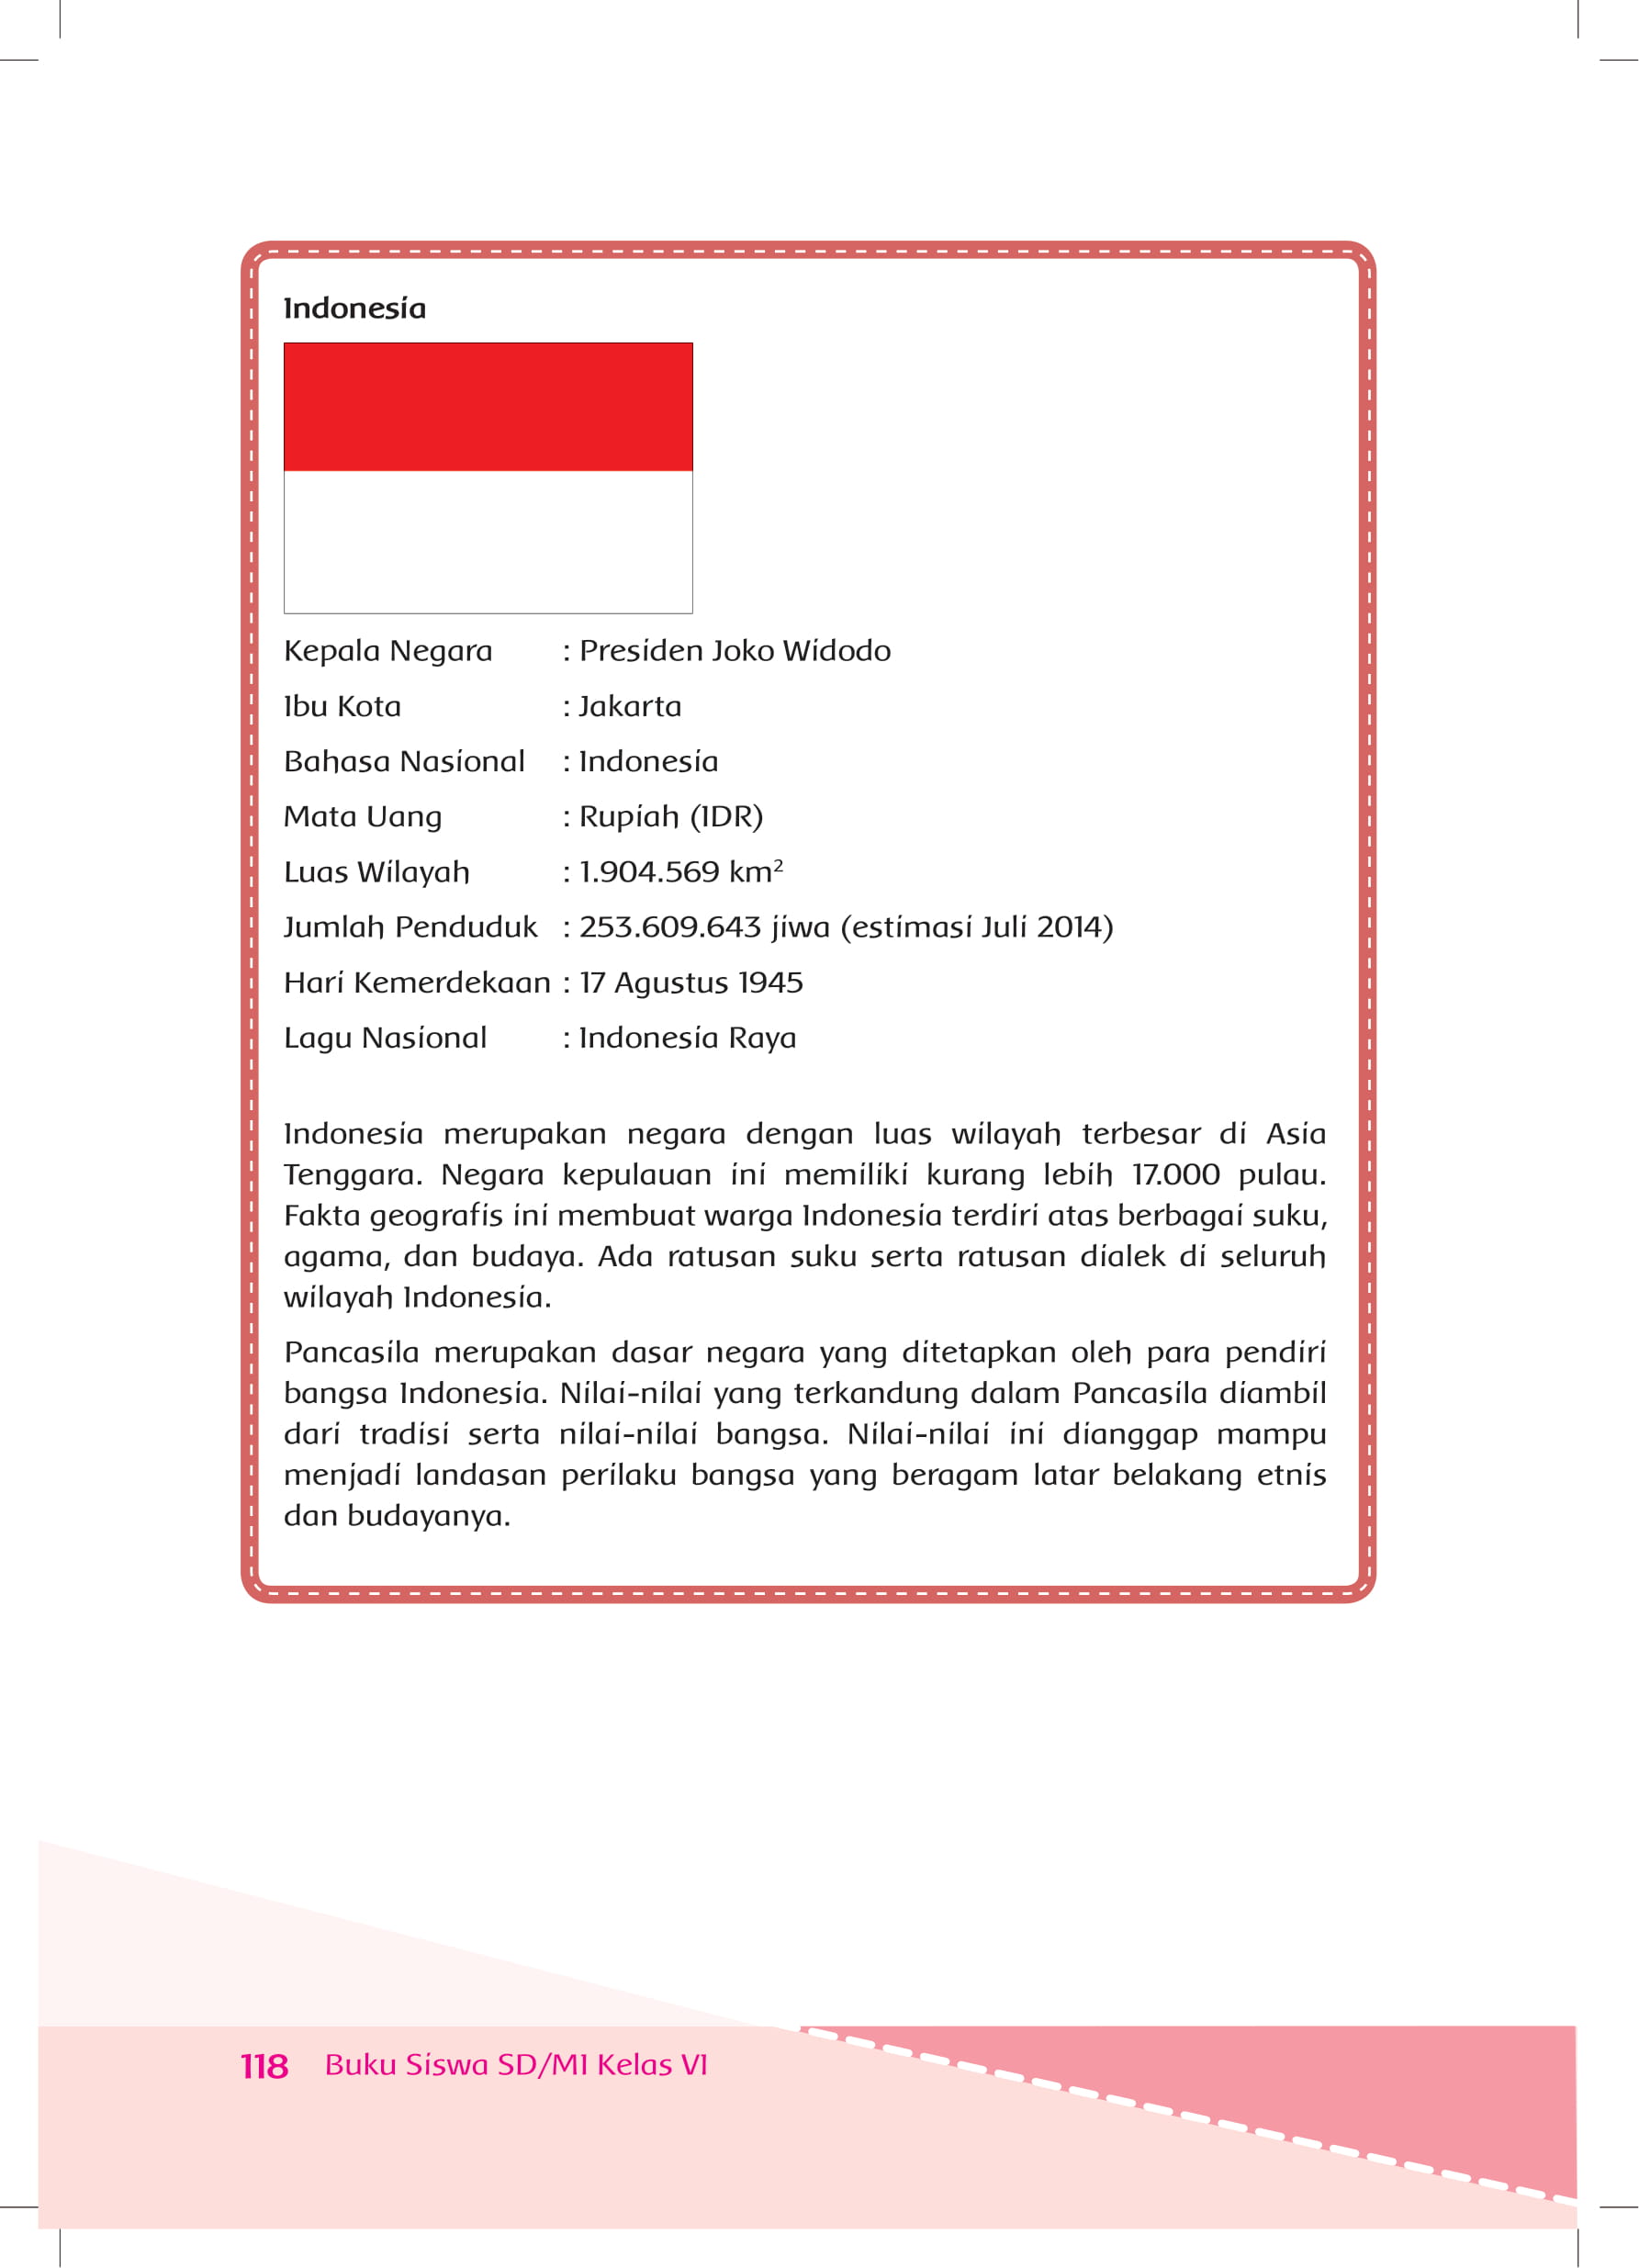 Indonesia
Kepala Negara : Presiden Joko Widodo
Ibu Kota : Jakarta
Bahasa Nasional : Indonesia
Mata Uang : Rupiah (IDR)
Luas Wilayah : 1.904.569 km²
Jumlah Penduduk : 253.609.643 jiwa (estimasi Juli 2014)
Hari Kemerdekaan : 17 Agustus 1945
Lagu Nasional : Indonesia Raya
Indonesia merupakan negara dengan luas wilayah terbesar di Asia
Tenggara. Negara kepulauan ini memiliki kurang lebih 17.000 pulau.
Fakta geografis ini membuat warga Indonesia terdiri atas berbagai suku,
agama, dan budaya. Ada ratusan suku serta ratusan dialek di seluruh
wilayah Indonesia.
Pancasila merupakan dasar negara yang ditetapkan oleh para pendiri
bangsa Indonesia. Nilai-nilai yang terkandung dalam Pancasila diambil
dari tradisi serta nilai-nilai bangsa. Nilai-nilai ini dianggap mampu
menjadi landasan perilaku bangsa yang beragam latar belakang etnis
dan budayanya.
118 Buku Siswa SD/MI Kelas VI